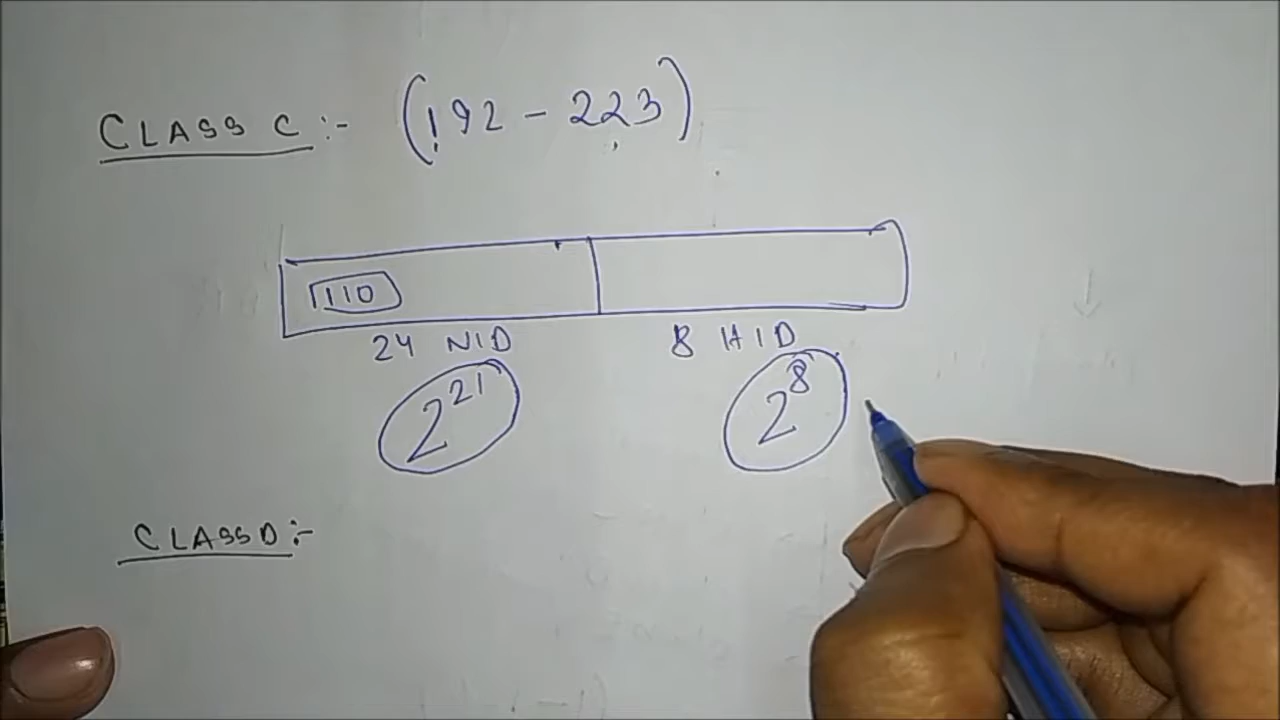 CLASS C :- (192 - 223)
110
24 NID 8 HID
2^21 2^8
CLASS D :-